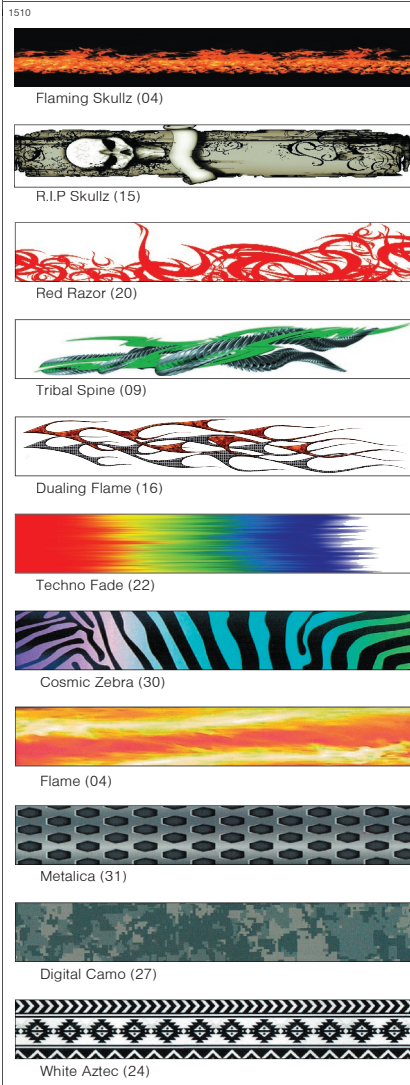 1510
Flaming Skullz (04)
R.I.P Skullz (15)
Red Razor (20)
Tribal Spine (09)
Dualing Flame (16)
Techno Fade (22)
Cosmic Zebra (30)
Flame (04)
Metalica (31)
Digital Camo (27)
White Aztec (24)